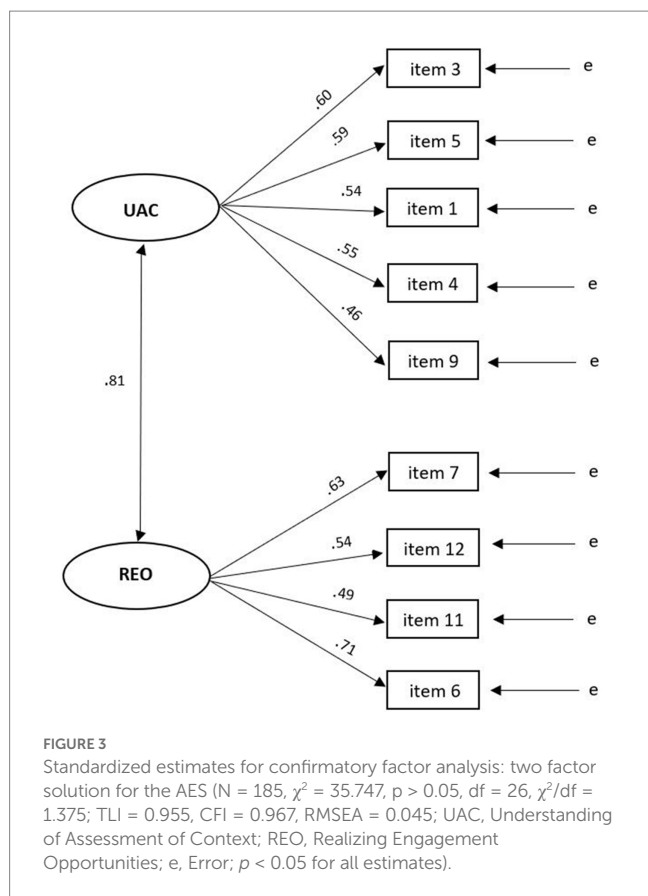 item 3
e
.60
item 5
e
.59
UAC
item 1
e
.54
item 4
e
.55
item 9
e
.46
.81
item 7
e
.63
item 12
e
.54
REO
item 11
e
.49
item 6
e
.71
FIGURE 3
Standardized estimates for confirmatory factor analysis: two factor
solution for the AES (N = 185, χ² = 35.747, p > 0.05, df = 26, χ²/df =
1.375; TLI = 0.955, CFI = 0.967, RMSEA = 0.045; UAC, Understanding
of Assessment of Context; REO, Realizing Engagement
Opportunities; e, Error; p < 0.05 for all estimates).